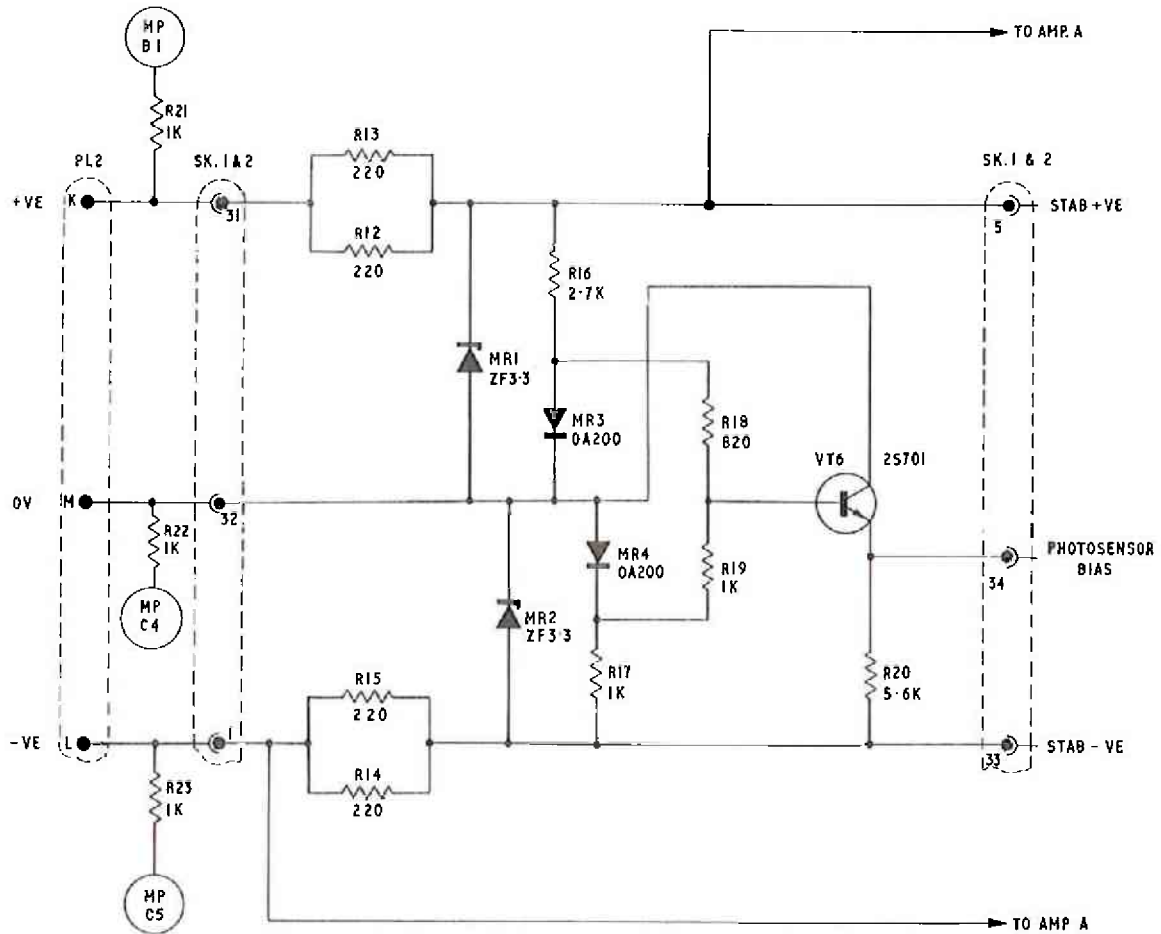 MP
B1
TO AMP. A
R21
1K
R13
220
PL2
SK.1&2
SK.1 & 2
+VE
K
31
5
STAB +VE
R12
220
R16
2·7K
MR1
ZF3·3
MR3
OA200
R18
820
VT6
2S701
0V
M
32
R22
1K
MR4
OA200
R19
1K
PHOTOSENSOR
BIAS
34
MP
C4
MR2
ZF3·3
R17
1K
R20
5·6K
R15
220
-VE
L
1
33
STAB - VE
R14
220
R23
1K
MP
C5
TO AMP A